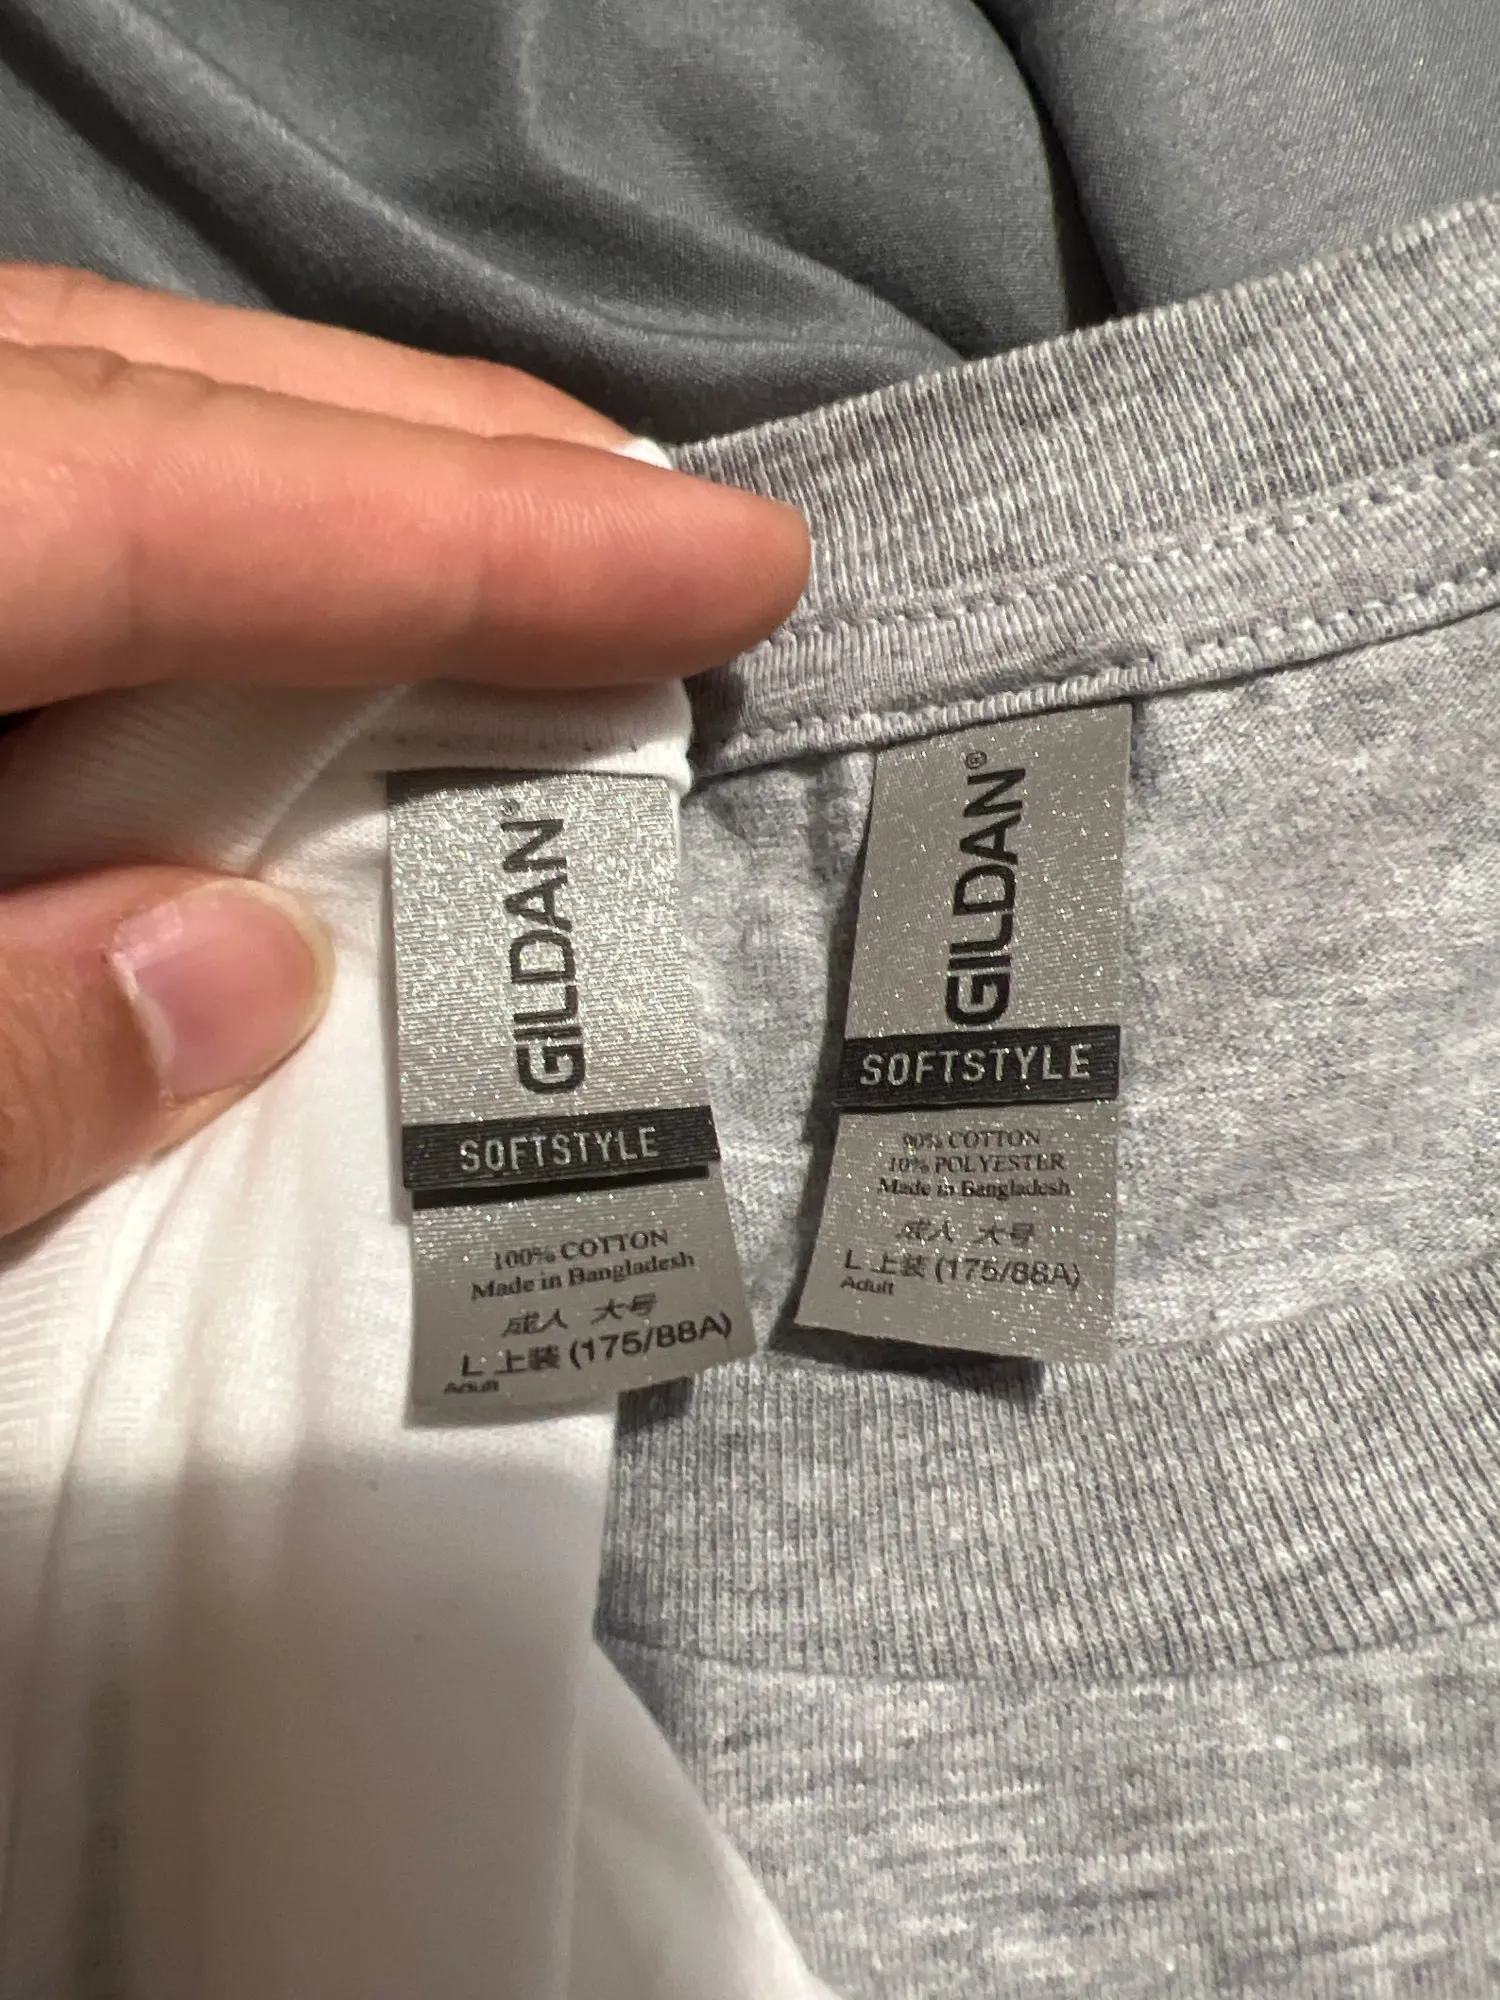 GILDAN®
SOFTSTYLE
100% COTTON
Made in Bangladesh
成人 大号
L 上装 (175/88A)
Adult
GILDAN®
SOFTSTYLE
90% COTTON
10% POLYESTER
Made in Bangladesh
成人 大号
L 上装 (175/88A)
Adult